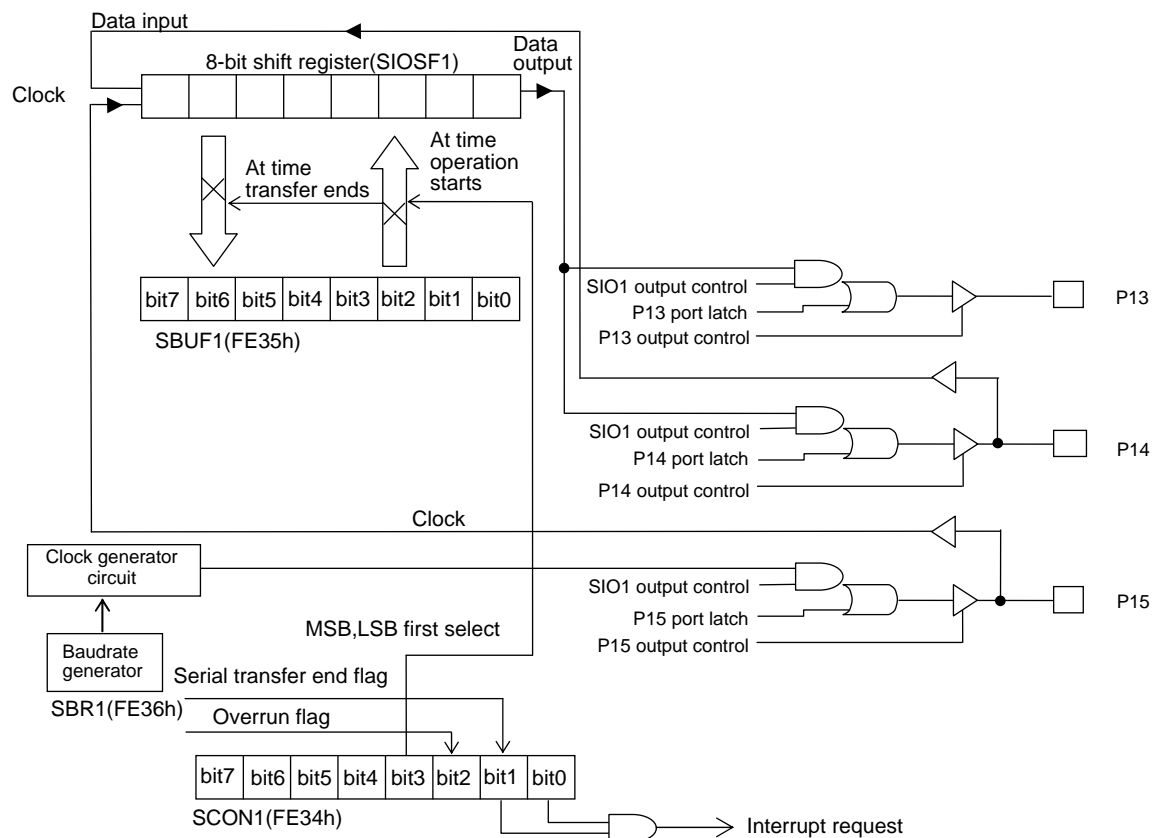 Data input
8-bit shift register(SIOSF1)
Data
output
Clock
At time
transfer ends
At time
operation
starts
bit7 bit6 bit5 bit4 bit3 bit2 bit1 bit0
SBUF1(FE35h)
SIO1 output control
P13 port latch
P13 output control
P13
SIO1 output control
P14 port latch
P14 output control
P14
Clock
Clock generator
circuit
SIO1 output control
P15 port latch
P15 output control
P15
MSB,LSB first select
Baudrate
generator
SBR1(FE36h)
Serial transfer end flag
Overrun flag
bit7 bit6 bit5 bit4 bit3 bit2 bit1 bit0
SCON1(FE34h)
Interrupt request